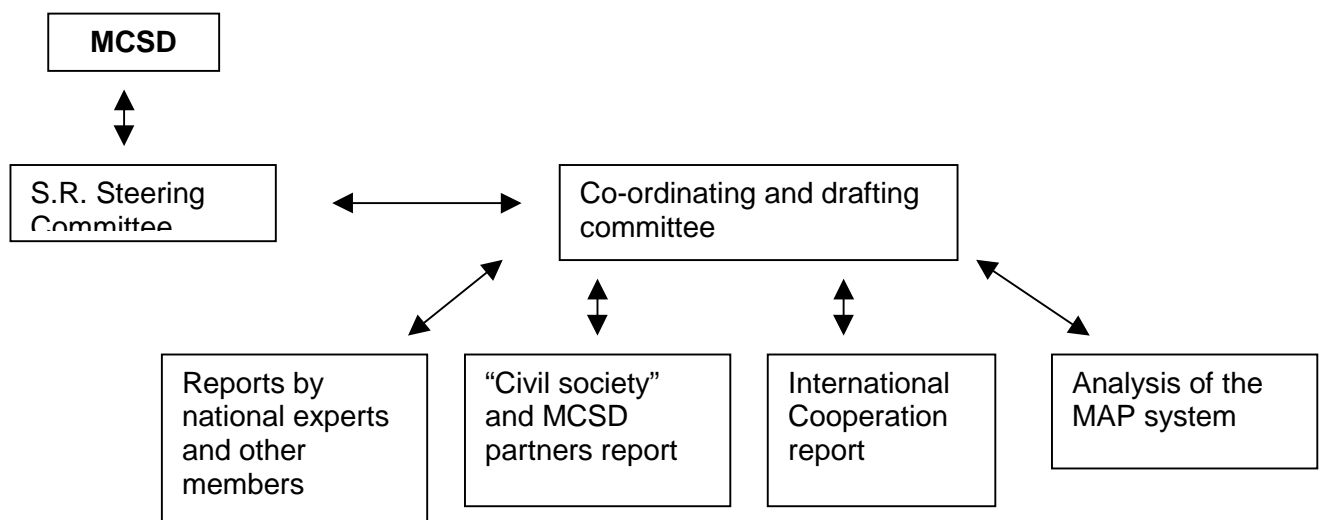 MCSD
S.R. Steering
Committee
Co-ordinating and drafting
committee
Reports by
national experts
and other
members
“Civil society”
and MCSD
partners report
International
Cooperation
report
Analysis of the
MAP system